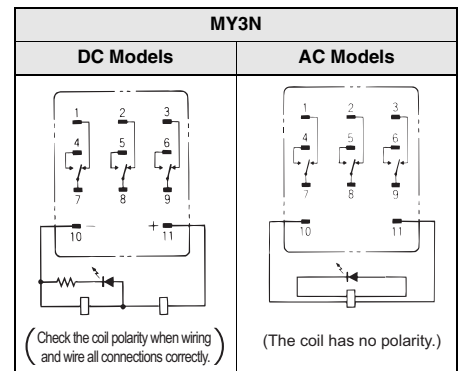 MY3N
DC Models
AC Models
1 2 3
4 5 6
7 8 9
10 − + 11
(Check the coil polarity when wiring
and wire all connections correctly.)
1 2 3
4 5 6
7 8 9
10 11
(The coil has no polarity.)